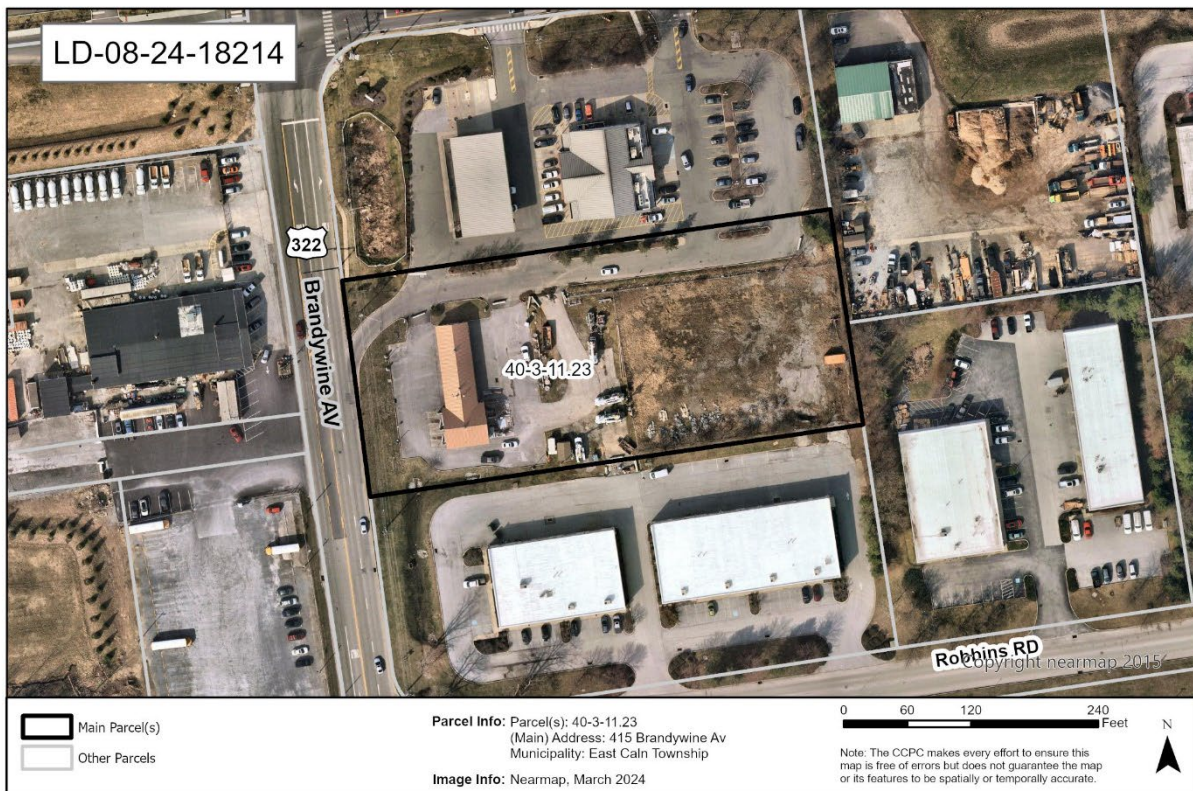 LD-08-24-18214
322
Brandywine AV
40-3-11.23
Robbins RD
Copyright nearmap 2015
Main Parcel(s)
Other Parcels
Parcel Info: Parcel(s): 40-3-11.23
(Main) Address: 415 Brandywine Av
Municipality: East Caln Township
Image Info: Nearmap, March 2024
0 60 120 240
Feet
Note: The CCPC makes every effort to ensure this
map is free of errors but does not guarantee the map
or its features to be spatially or temporally accurate.
N